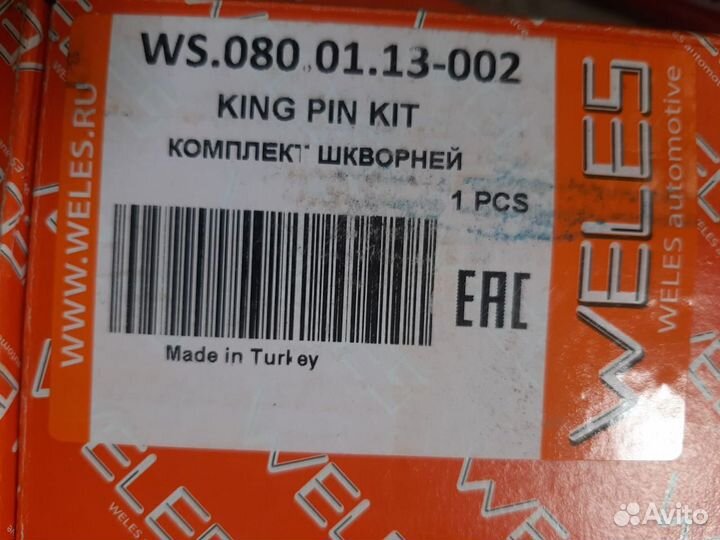 WS.080.01.13-002
KING PIN KIT
КОМПЛЕКТ ШКВОРНЕЙ
1 PCS
EAC
Made in Turkey
WWW.WELES.RU
WELES
WELES automotive
WELES
Avito